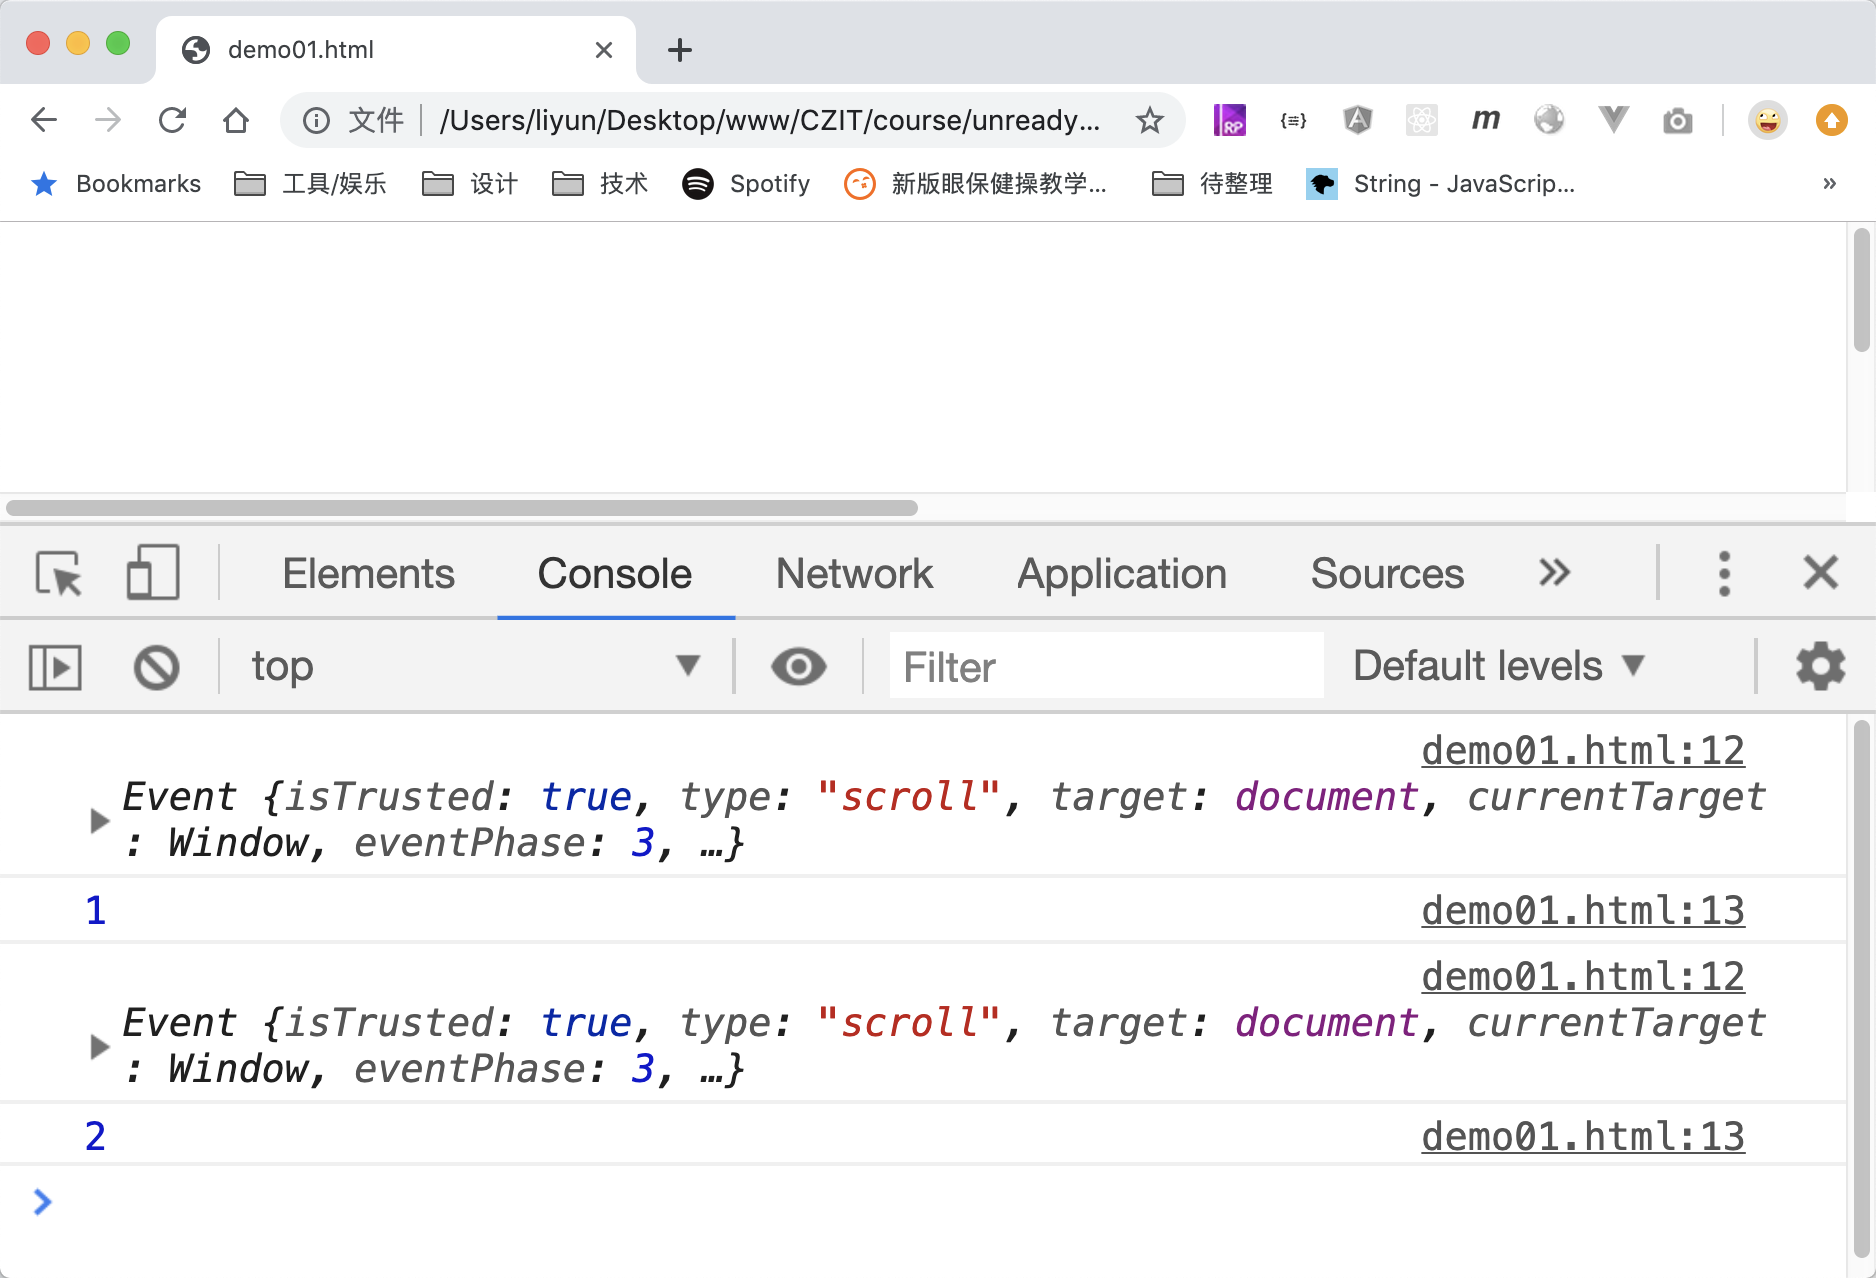 demo01.html
文件 /Users/liyun/Desktop/www/CZIT/course/unready...
{≡} m
Bookmarks 工具/娱乐 设计 技术 Spotify 新版眼保健操教学... 待整理 String - JavaScrip... »
Elements Console Network Application Sources »
top Filter Default levels
demo01.html:12
Event {isTrusted: true, type: "scroll", target: document, currentTarget
: Window, eventPhase: 3, …}
1 demo01.html:13
demo01.html:12
Event {isTrusted: true, type: "scroll", target: document, currentTarget
: Window, eventPhase: 3, …}
2 demo01.html:13